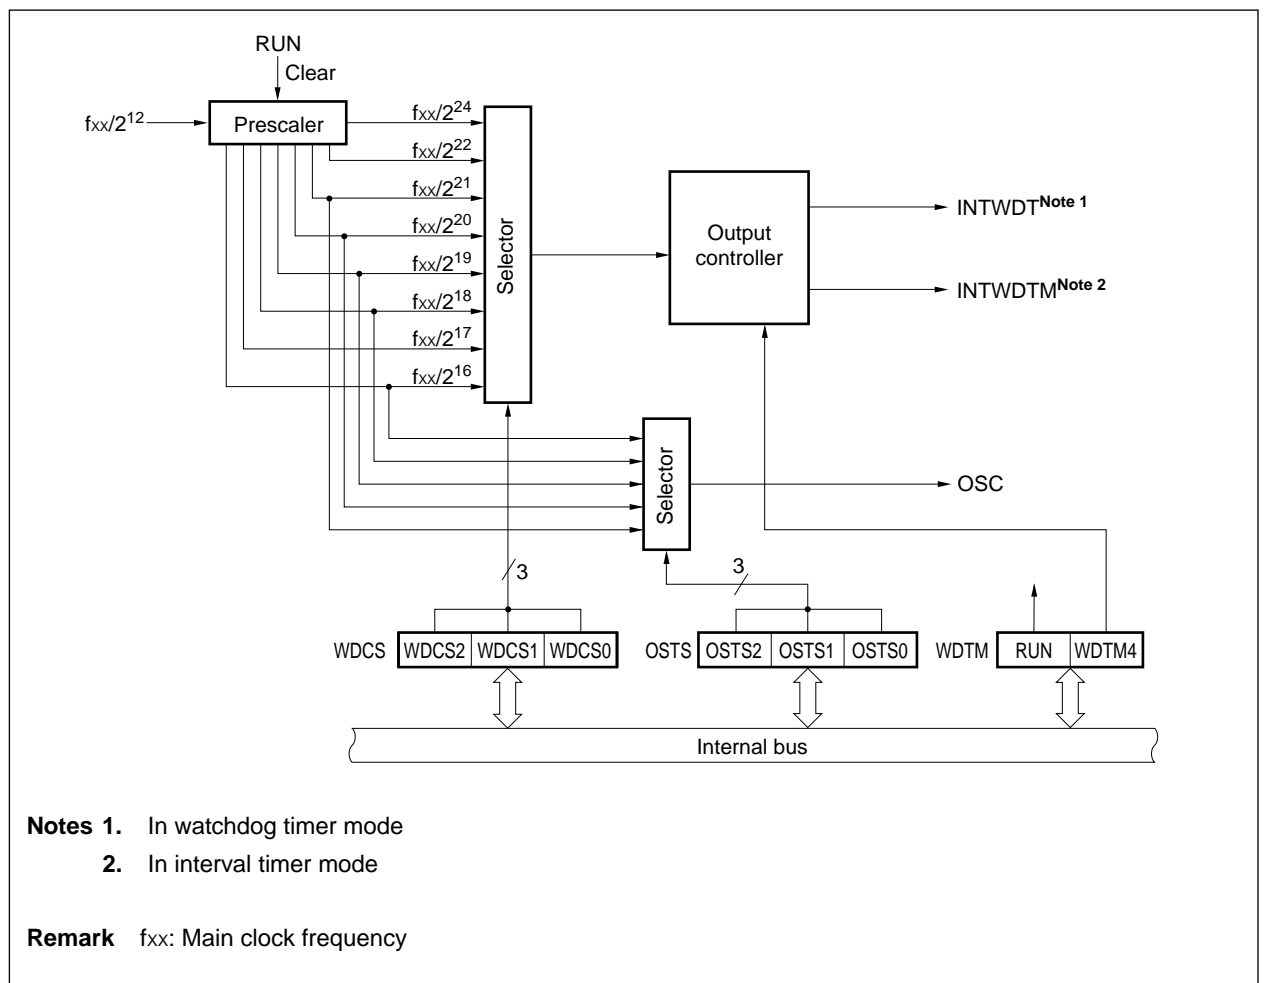 RUN
Clear
fxx/2^12
Prescaler
fxx/2^24
fxx/2^22
fxx/2^21
fxx/2^20
fxx/2^19
fxx/2^18
fxx/2^17
fxx/2^16
Selector
Output
controller
INTWDT Note 1
INTWDTM Note 2
Selector
OSC
3
3
WDCS WDCS2 WDCS1 WDCS0
OSTS OSTS2 OSTS1 OSTS0
WDTM RUN WDTM4
Internal bus
Notes 1. In watchdog timer mode
2. In interval timer mode
Remark fxx: Main clock frequency